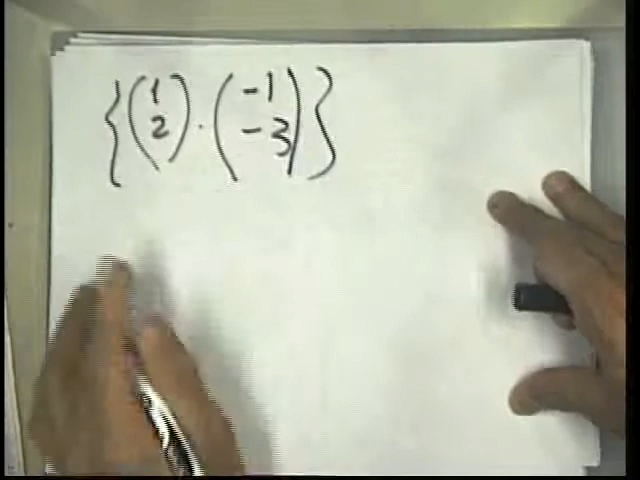 {(1 2) . (-1 -3)}